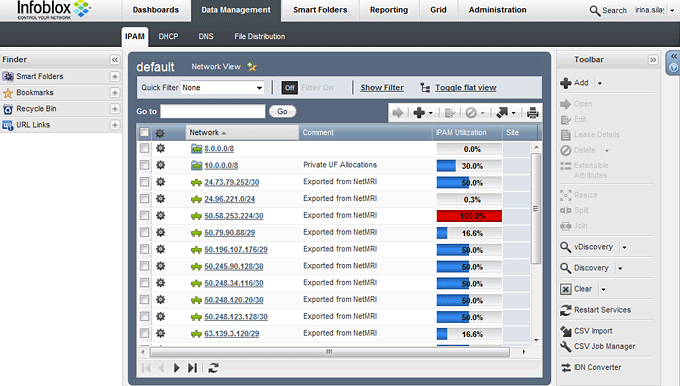 Infoblox
CONTROL YOUR NETWORK
Dashboards Data Management Smart Folders Reporting Grid Administration Search irina.silay
IPAM DHCP DNS File Distribution
Finder
Smart Folders
Bookmarks
Recycle Bin
URL Links
default Network View
Quick Filter None Off Filter On Show Filter Toggle flat view
Go to Go
Network Comment IPAM Utilization Site
8.0.0.0/8 0.0%
10.0.0.0/8 Private UF Allocations 30.0%
24.73.79.252/30 Exported from NetMRI 50.0%
24.96.221.0/24 Exported from NetMRI 0.3%
50.58.253.224/30 Exported from NetMRI 100.0%
50.79.90.88/29 Exported from NetMRI 16.6%
50.196.107.176/29 Exported from NetMRI 50.0%
50.245.90.128/30 Exported from NetMRI 50.0%
50.248.34.116/30 Exported from NetMRI 50.0%
50.248.120.20/30 Exported from NetMRI 50.0%
50.248.123.128/30 Exported from NetMRI 50.0%
63.139.3.120/29 Exported from NetMRI 16.6%
Toolbar
Add
Open
Edit
Lease Details
Delete
Extensible
Attributes
Resize
Split
Join
vDiscovery
Discovery
Clear
Restart Services
CSV Import
CSV Job Manager
IDN Converter